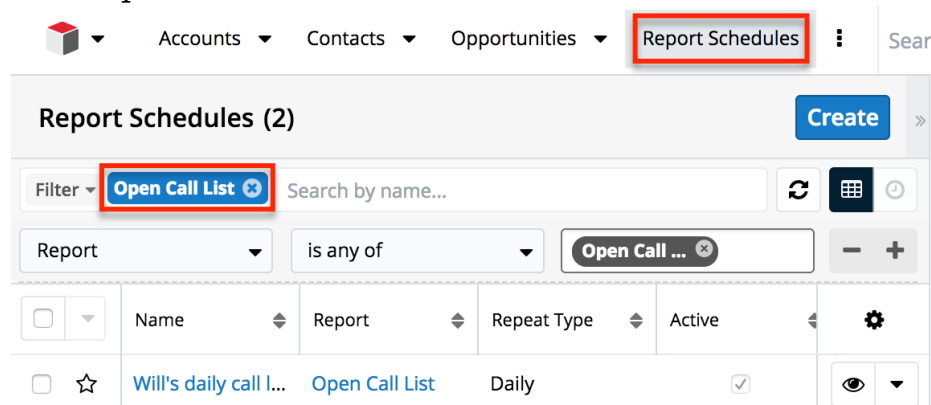 Accounts Contacts Opportunities Report Schedules Sear
Report Schedules (2) Create »
Filter Open Call List Search by name...
Report is any of Open Call ...
Name Report Repeat Type Active
Will's daily call l... Open Call List Daily